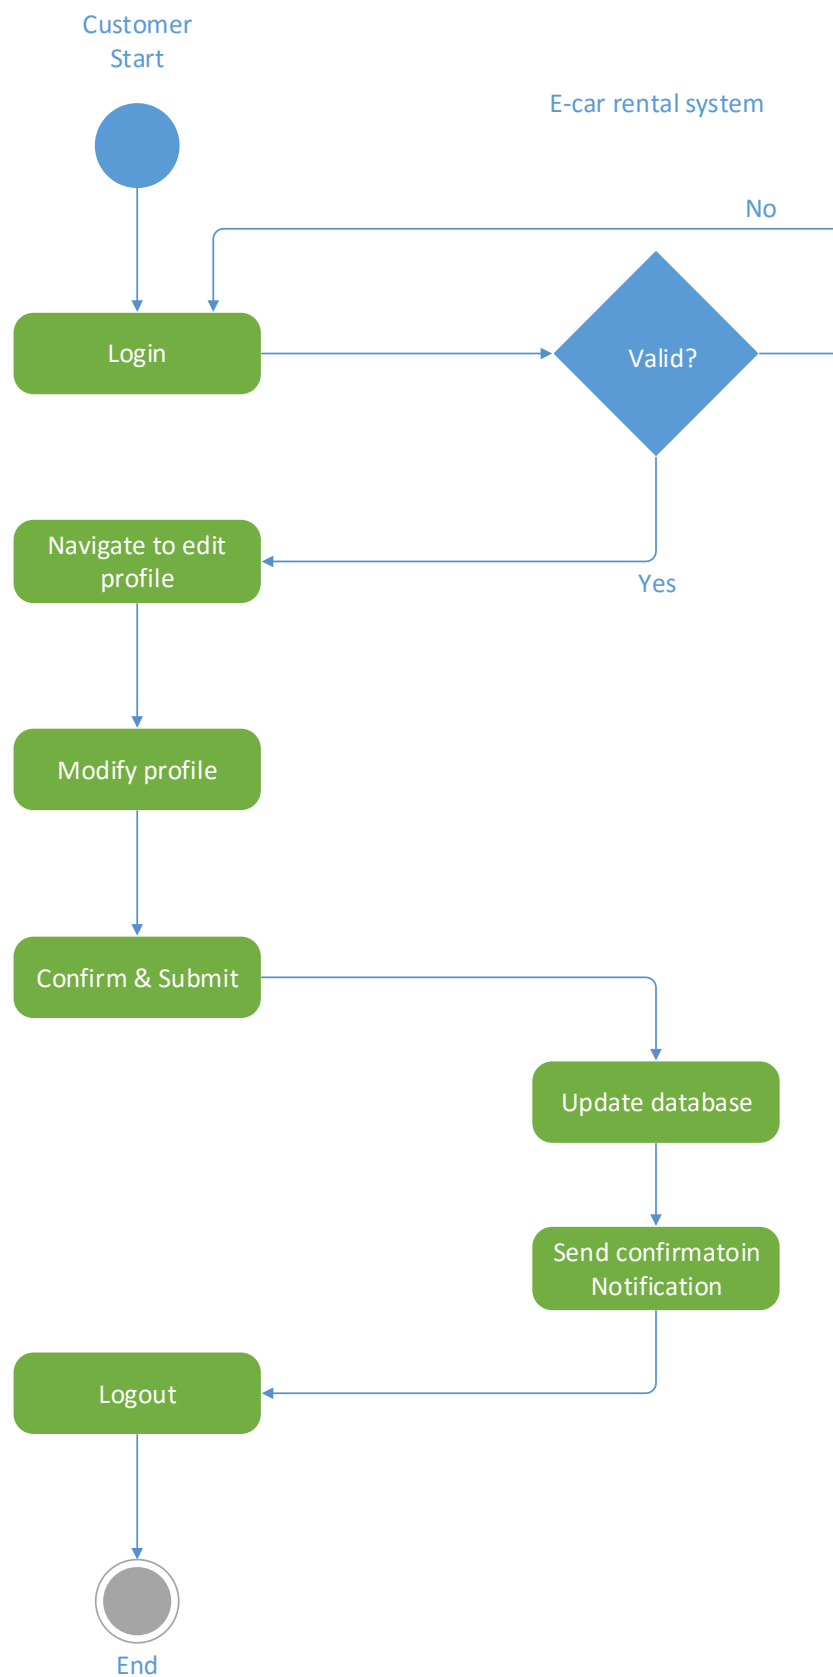 Customer
Start
E-car rental system
No
Login
Valid?
Navigate to edit
profile
Yes
Modify profile
Confirm & Submit
Update database
Send confirmatoin
Notification
Logout
End